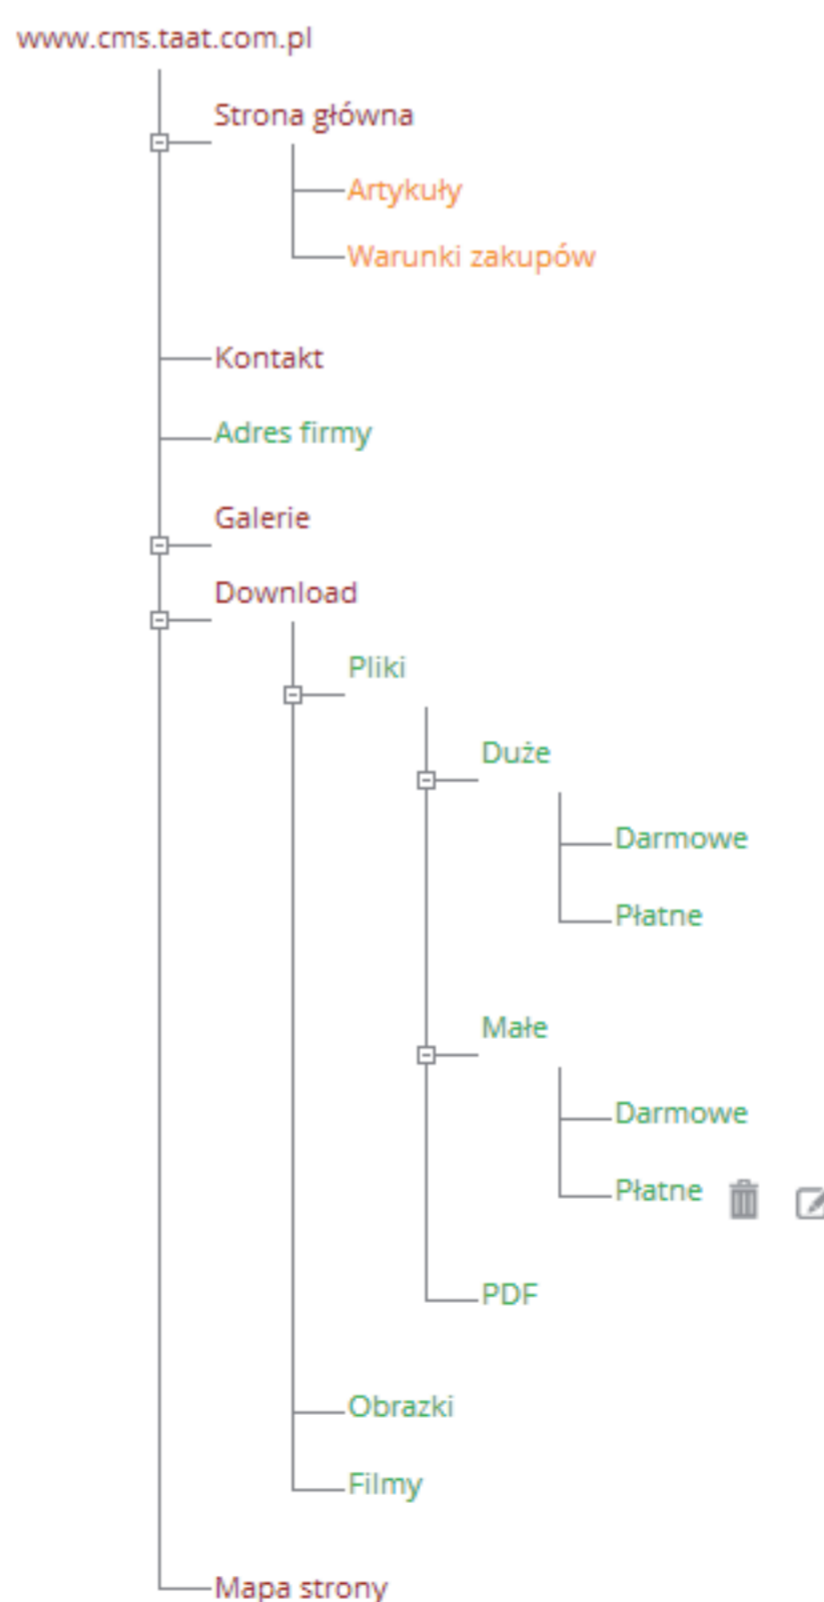 www.cms.taat.com.pl
Strona główna
Artykuły
Warunki zakupów
Kontakt
Adres firmy
Galerie
Download
Pliki
Duże
Darmowe
Płatne
Małe
Darmowe
Płatne
PDF
Obrazki
Filmy
Mapa strony